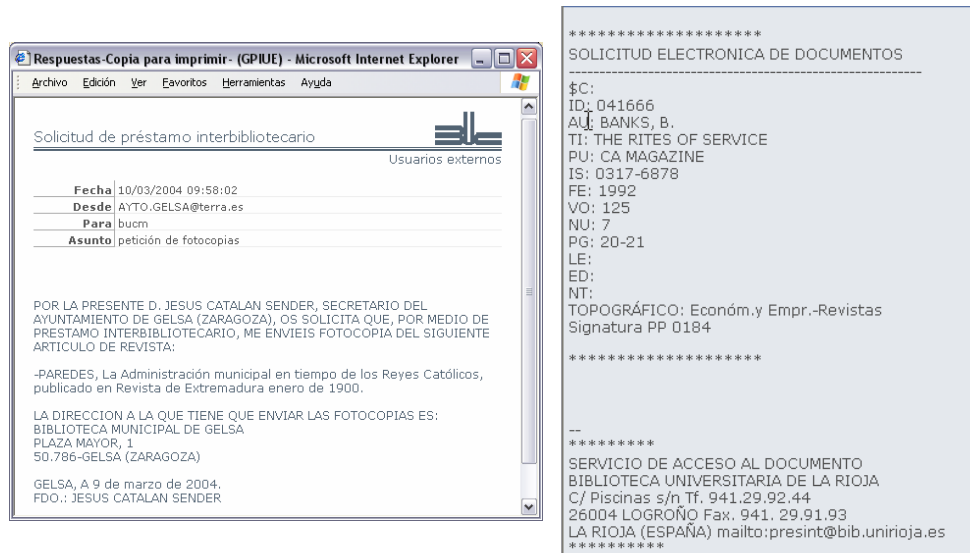 Respuestas-Copia para imprimir- (GPIUE) - Microsoft Internet Explorer
Archivo Edición Ver Favoritos Herramientas Ayuda
Solicitud de préstamo interbibliotecario
Usuarios externos
Fecha 10/03/2004 09:58:02
Desde AYTO.GELSA@terra.es
Para bucm
Asunto petición de fotocopias
POR LA PRESENTE D. JESUS CATALAN SENDER, SECRETARIO DEL
AYUNTAMIENTO DE GELSA (ZARAGOZA), OS SOLICITA QUE, POR MEDIO DE
PRESTAMO INTERBIBLIOTECARIO, ME ENVIEIS FOTOCOPIA DEL SIGUIENTE
ARTICULO DE REVISTA:
-PAREDES, La Administración municipal en tiempo de los Reyes Católicos,
publicado en Revista de Extremadura enero de 1900.
LA DIRECCION A LA QUE TIENE QUE ENVIAR LAS FOTOCOPIAS ES:
BIBLIOTECA MUNICIPAL DE GELSA
PLAZA MAYOR, 1
50.786-GELSA (ZARAGOZA)
GELSA, A 9 de marzo de 2004.
FDO.: JESUS CATALAN SENDER
********************
SOLICITUD ELECTRONICA DE DOCUMENTOS
------------------------------------------------------------
$C:
ID: 041666
AU: BANKS, B.
TI: THE RITES OF SERVICE
PU: CA MAGAZINE
IS: 0317-6878
FE: 1992
VO: 125
NU: 7
PG: 20-21
LE:
ED:
NT:
TOPOGRÁFICO: Económ.y Empr.-Revistas
Signatura PP 0184
********************
--
*********
SERVICIO DE ACCESO AL DOCUMENTO
BIBLIOTECA UNIVERSITARIA DE LA RIOJA
C/ Piscinas s/n Tf. 941.29.92.44
26004 LOGROÑO Fax. 941. 29.91.93
LA RIOJA (ESPAÑA) mailto:presint@bib.unirioja.es
**********